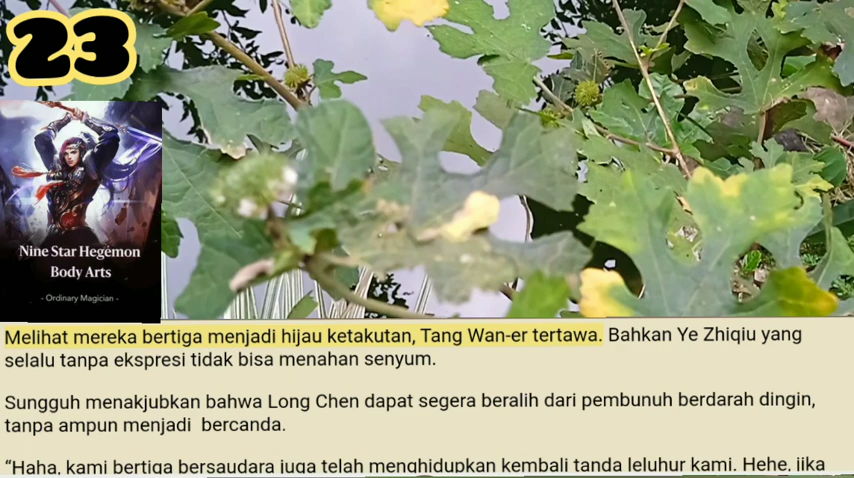 23
Nine Star Hegemon
Body Arts
- Ordinary Magician -
Melihat mereka bertiga menjadi hijau ketakutan, Tang Wan-er tertawa. Bahkan Ye Zhiqiu yang
selalu tanpa ekspresi tidak bisa menahan senyum.
Sungguh menakjubkan bahwa Long Chen dapat segera beralih dari pembunuh berdarah dingin,
tanpa ampun menjadi  bercanda.
“Haha, kami bertiga bersaudara juga telah menghidupkan kembali tanda leluhur kami. Hehe, jika